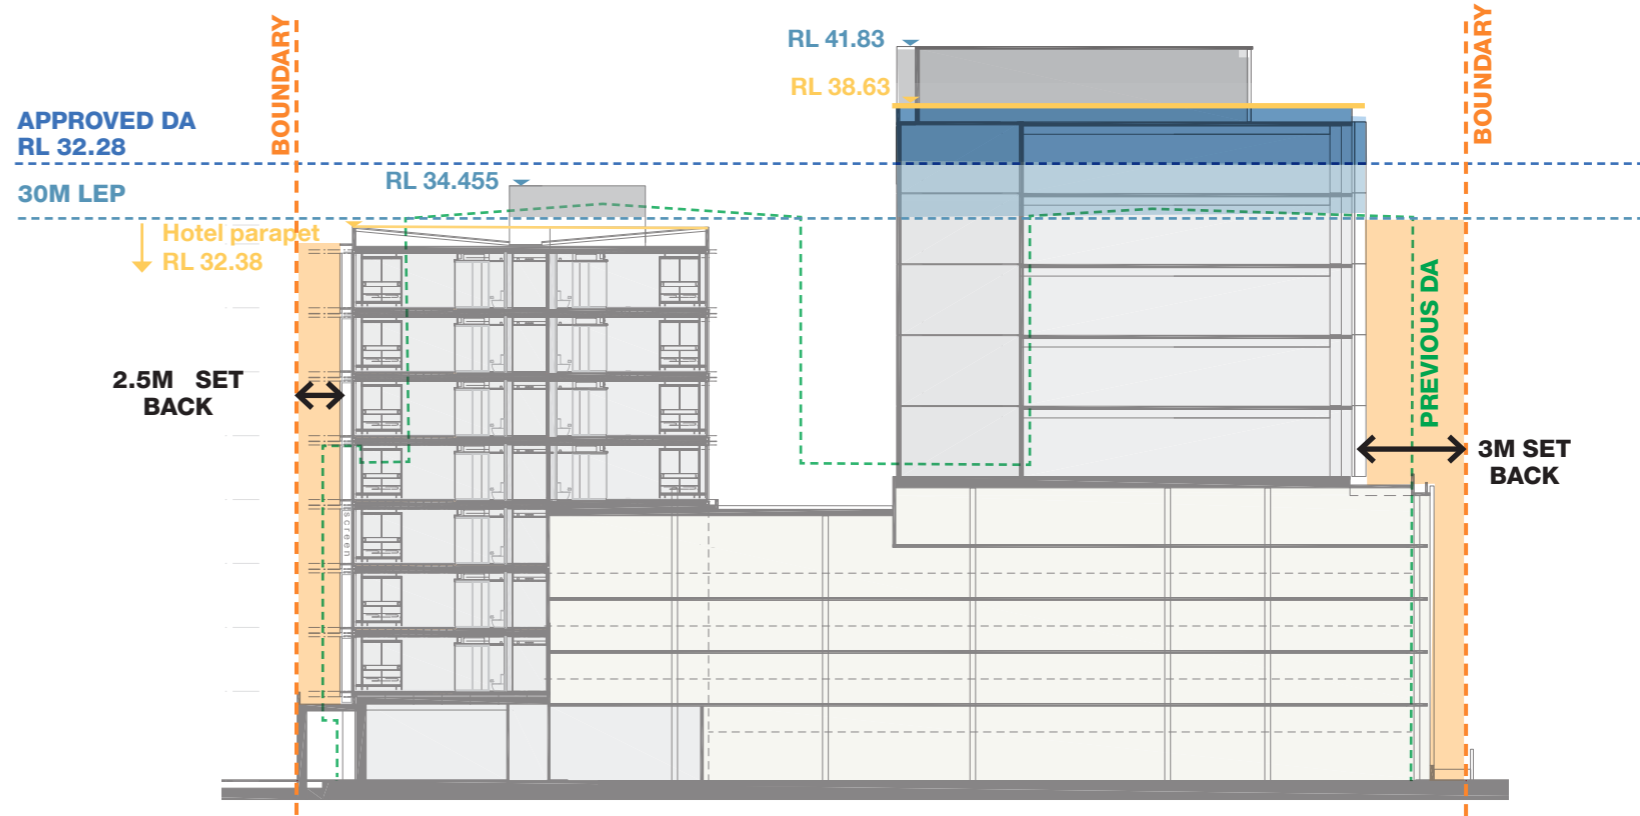 BOUNDARY
BOUNDARY
RL 41.83
RL 38.63
APPROVED DA
RL 32.28
30M LEP
RL 34.455
Hotel parapet
RL 32.38
PREVIOUS DA
2.5M SET
BACK
3M SET
BACK
screen